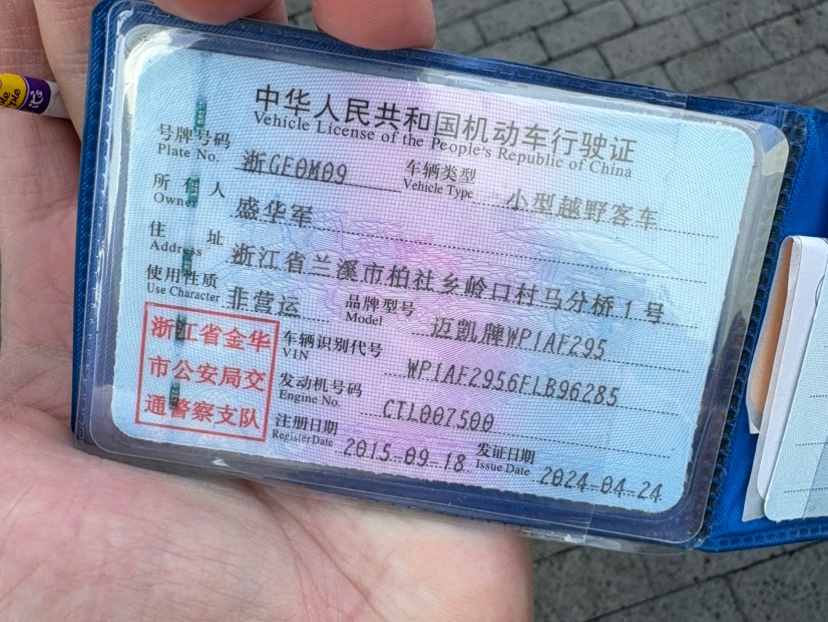 中华人民共和国机动车行驶证
Vehicle License of the People's Republic of China
号牌号码 浙GF0M09 车辆类型 小型越野客车
Plate No. Vehicle Type
所有人 盛华军
Owner
住址 浙江省兰溪市柏社乡岭口村马分桥1号
Address
使用性质 非营运 品牌型号 迈凯牌WP1AF295
Use Character Model
浙江省金华
市公安局交
通警察支队
车辆识别代号 WP1AF2956FLB96285
VIN
发动机号码 CTL007500
Engine No.
注册日期 2015-09-18 发证日期 2024-04-24
Register Date Issue Date